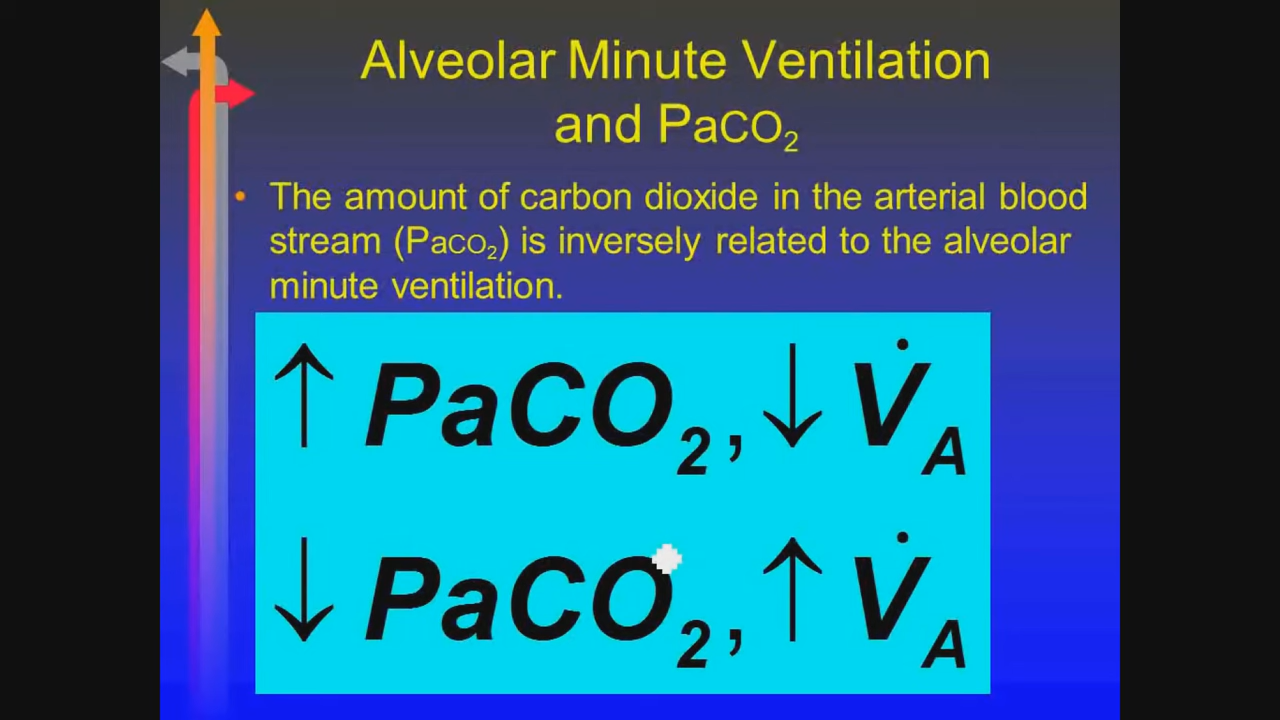 Alveolar Minute Ventilation
and PaCO₂
• The amount of carbon dioxide in the arterial blood
stream (PaCO₂) is inversely related to the alveolar
minute ventilation.
↑ PaCO₂, ↓ V̇A
↓ PaCO₂, ↑ V̇A